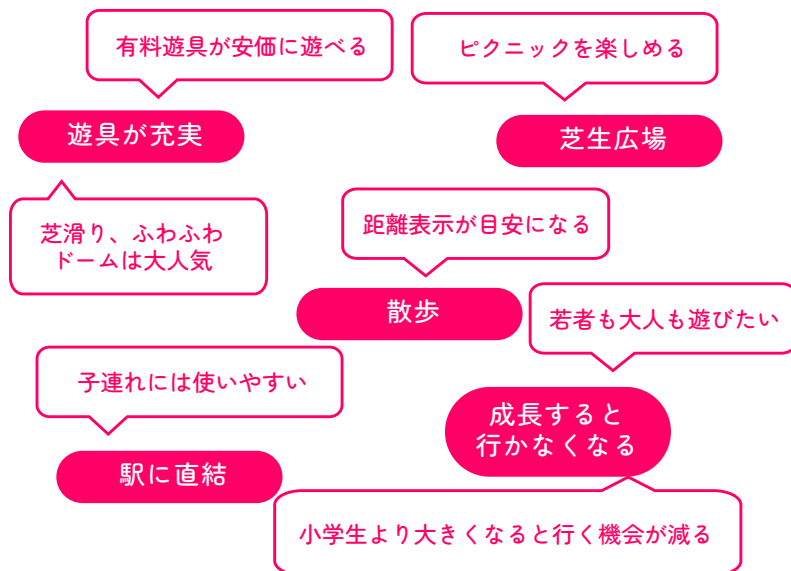 有料遊具が安価に遊べる
ピクニックを楽しめる
遊具が充実
芝生広場
芝滑り、ふわふわ
ドームは大人気
距離表示が目安になる
散歩
若者も大人も遊びたい
子連れには使いやすい
成長すると
行かなくなる
駅に直結
小学生より大きくなると行く機会が減る